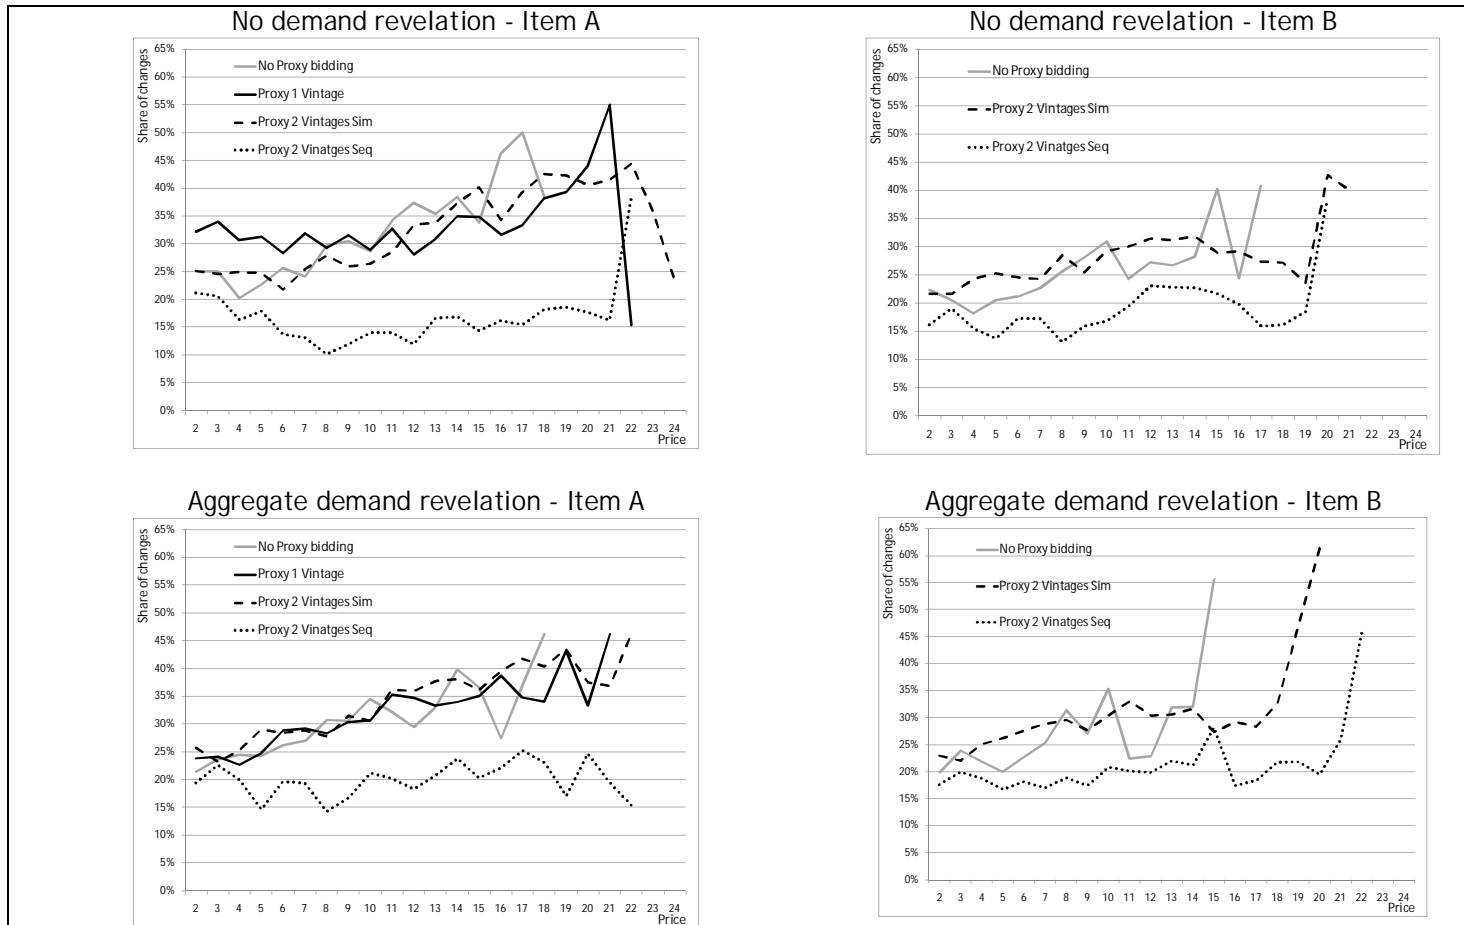 No demand revelation - Item A
Share of changes
65%
60%
55%
50%
45%
40%
35%
30%
25%
20%
15%
10%
5%
0%
No Proxy bidding
Proxy 1 Vintage
Proxy 2 Vintages Sim
Proxy 2 Vinatges Seq
2 3 4 5 6 7 8 9 10 11 12 13 14 15 16 17 18 19 20 21 22 23 24
Price
No demand revelation - Item B
Share of changes
65%
60%
55%
50%
45%
40%
35%
30%
25%
20%
15%
10%
5%
0%
No Proxy bidding
Proxy 2 Vintages Sim
Proxy 2 Vinatges Seq
2 3 4 5 6 7 8 9 10 11 12 13 14 15 16 17 18 19 20 21 22 23 24
Price
Aggregate demand revelation - Item A
Share of changes
65%
60%
55%
50%
45%
40%
35%
30%
25%
20%
15%
10%
5%
0%
No Proxy bidding
Proxy 1 Vintage
Proxy 2 Vintages Sim
Proxy 2 Vinatges Seq
2 3 4 5 6 7 8 9 10 11 12 13 14 15 16 17 18 19 20 21 22 23 24
Price
Aggregate demand revelation - Item B
Share of changes
65%
60%
55%
50%
45%
40%
35%
30%
25%
20%
15%
10%
5%
0%
No Proxy bidding
Proxy 2 Vintages Sim
Proxy 2 Vinatges Seq
2 3 4 5 6 7 8 9 10 11 12 13 14 15 16 17 18 19 20 21 22 23 24
Price